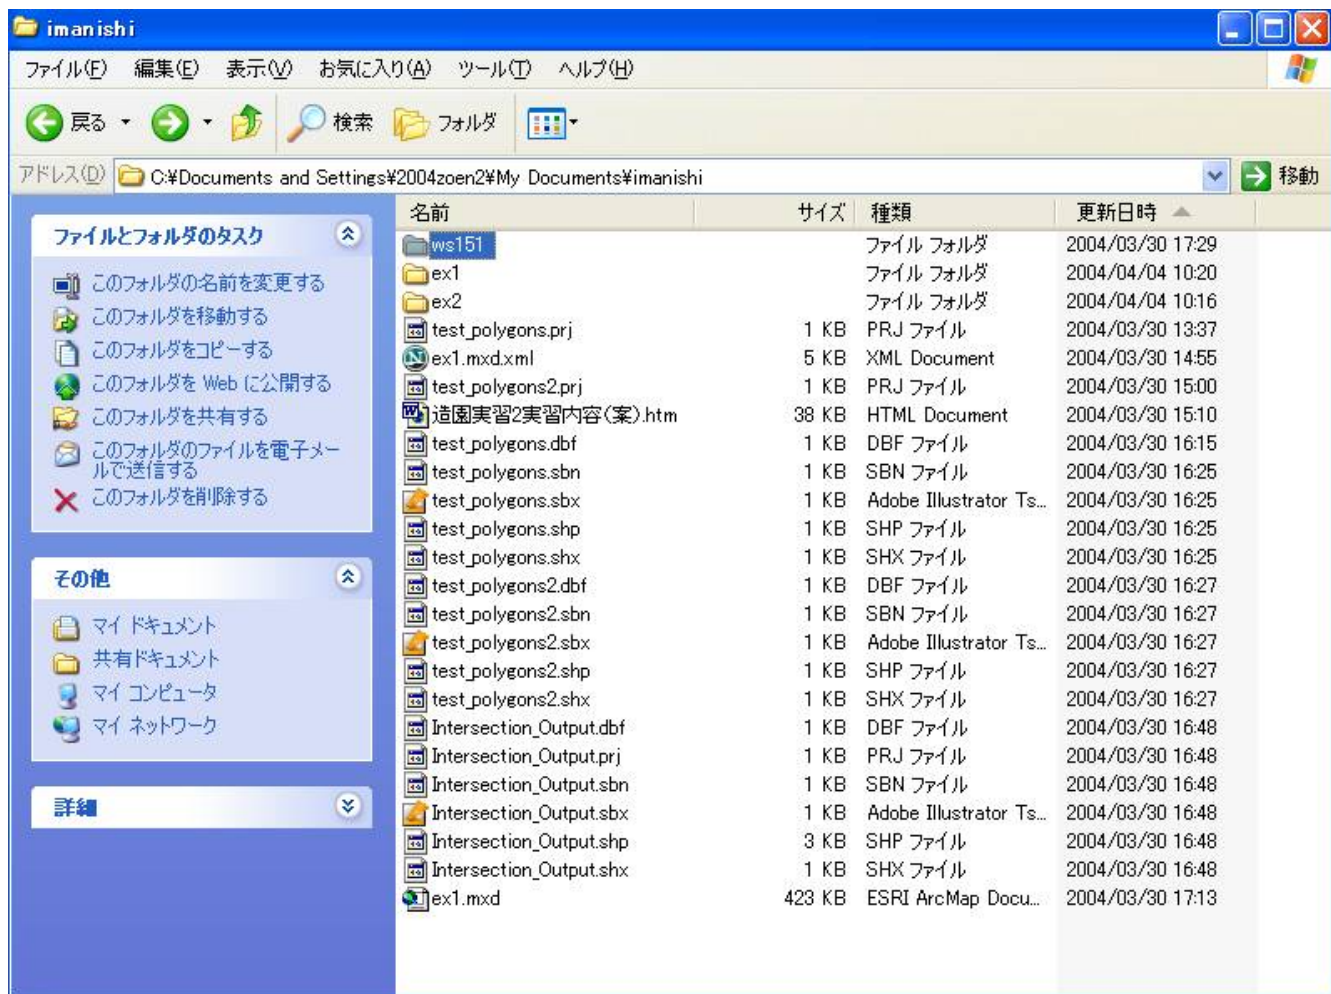 imanishi
ファイル(F) 編集(E) 表示(V) お気に入り(A) ツール(T) ヘルプ(H)
戻る 検索 フォルダ
アドレス(D) C:¥Documents and Settings¥2004zoen2¥My Documents¥imanishi 移動
ファイルとフォルダのタスク
このフォルダの名前を変更する
このフォルダを移動する
このフォルダをコピーする
このフォルダを Web に公開する
このフォルダを共有する
このフォルダのファイルを電子メー
ルで送信する
このフォルダを削除する
その他
マイ ドキュメント
共有ドキュメント
マイ コンピュータ
マイ ネットワーク
詳細
名前 サイズ 種類 更新日時
ws151 ファイル フォルダ 2004/03/30 17:29
ex1 ファイル フォルダ 2004/04/04 10:20
ex2 ファイル フォルダ 2004/04/04 10:16
test_polygons.prj 1 KB PRJ ファイル 2004/03/30 13:37
ex1.mxd.xml 5 KB XML Document 2004/03/30 14:55
test_polygons2.prj 1 KB PRJ ファイル 2004/03/30 15:00
造園実習2実習内容(案).htm 38 KB HTML Document 2004/03/30 15:10
test_polygons.dbf 1 KB DBF ファイル 2004/03/30 16:15
test_polygons.sbn 1 KB SBN ファイル 2004/03/30 16:25
test_polygons.sbx 1 KB Adobe Illustrator Ts... 2004/03/30 16:25
test_polygons.shp 1 KB SHP ファイル 2004/03/30 16:25
test_polygons.shx 1 KB SHX ファイル 2004/03/30 16:25
test_polygons2.dbf 1 KB DBF ファイル 2004/03/30 16:27
test_polygons2.sbn 1 KB SBN ファイル 2004/03/30 16:27
test_polygons2.sbx 1 KB Adobe Illustrator Ts... 2004/03/30 16:27
test_polygons2.shp 1 KB SHP ファイル 2004/03/30 16:27
test_polygons2.shx 1 KB SHX ファイル 2004/03/30 16:27
Intersection_Output.dbf 1 KB DBF ファイル 2004/03/30 16:48
Intersection_Output.prj 1 KB PRJ ファイル 2004/03/30 16:48
Intersection_Output.sbn 1 KB SBN ファイル 2004/03/30 16:48
Intersection_Output.sbx 1 KB Adobe Illustrator Ts... 2004/03/30 16:48
Intersection_Output.shp 3 KB SHP ファイル 2004/03/30 16:48
Intersection_Output.shx 1 KB SHX ファイル 2004/03/30 16:48
ex1.mxd 423 KB ESRI ArcMap Docu... 2004/03/30 17:13